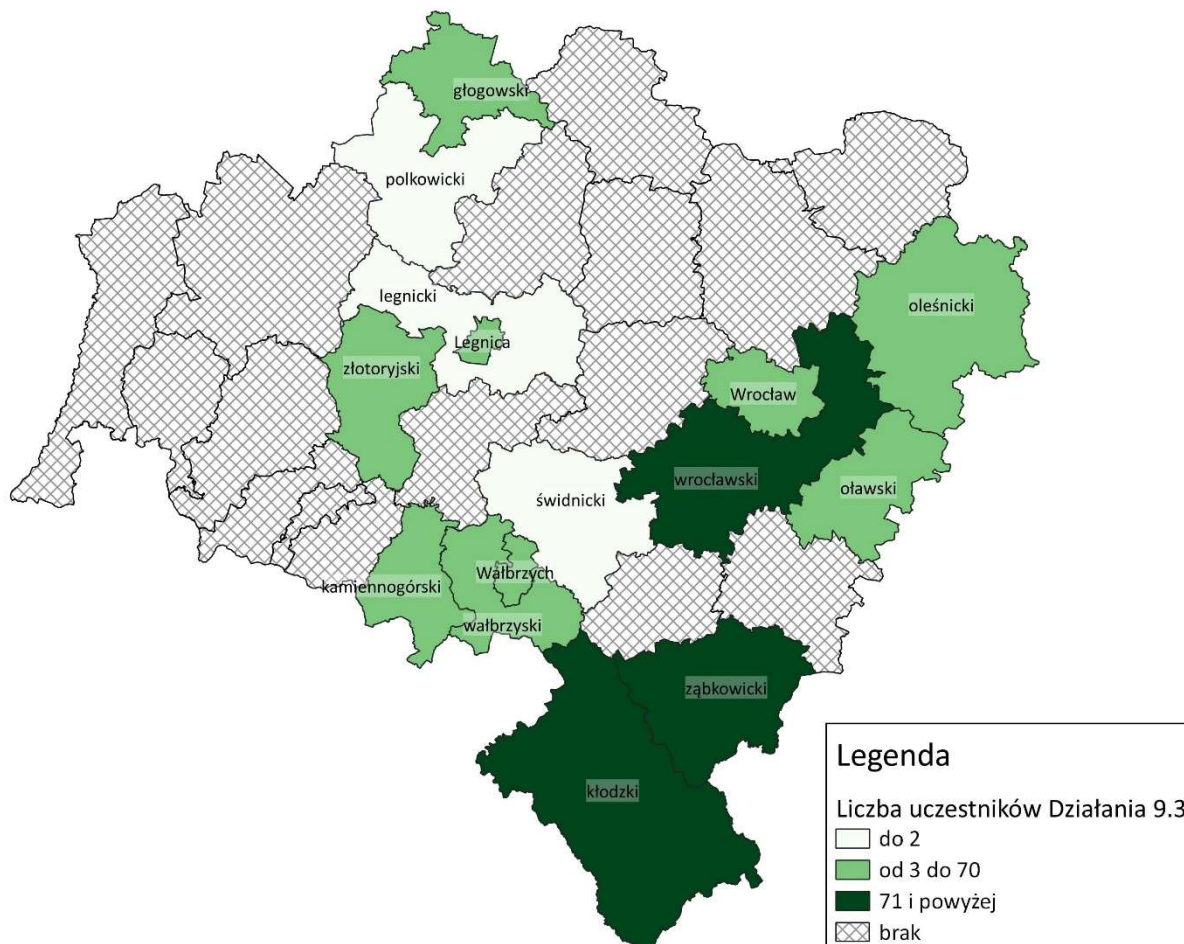 głogowski
polkowicki
legnicki
oleśnicki
Legnica
złotoryjski
Wrocław
wrocławski
oławski
świdnicki
Wałbrzych
kamiennogórski
wałbrzyski
ząbkowicki
kłodzki
Legenda
Liczba uczestników Działania 9.3
do 2
od 3 do 70
71 i powyżej
brak